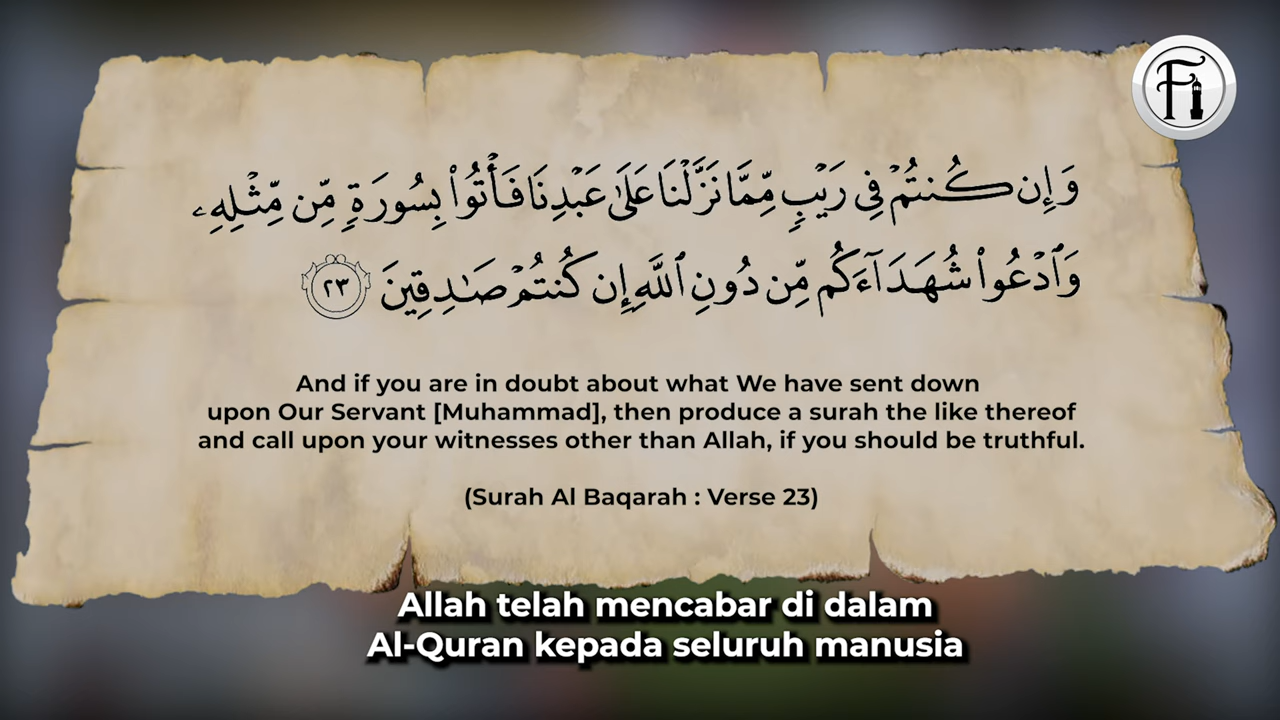 وَإِن كُنتُمْ فِى رَيْبٍ مِّمَّا نَزَّلْنَا عَلَىٰ عَبْدِنَا فَأْتُوا۟ بِسُورَةٍ مِّن مِّثْلِهِۦ
وَٱدْعُوا۟ شُهَدَآءَكُم مِّن دُونِ ٱللَّهِ إِن كُنتُمْ صَـٰدِقِينَ ٢٣
And if you are in doubt about what We have sent down
upon Our Servant [Muhammad], then produce a surah the like thereof
and call upon your witnesses other than Allah, if you should be truthful.
(Surah Al Baqarah : Verse 23)
Allah telah mencabar di dalam
Al-Quran kepada seluruh manusia
Fi